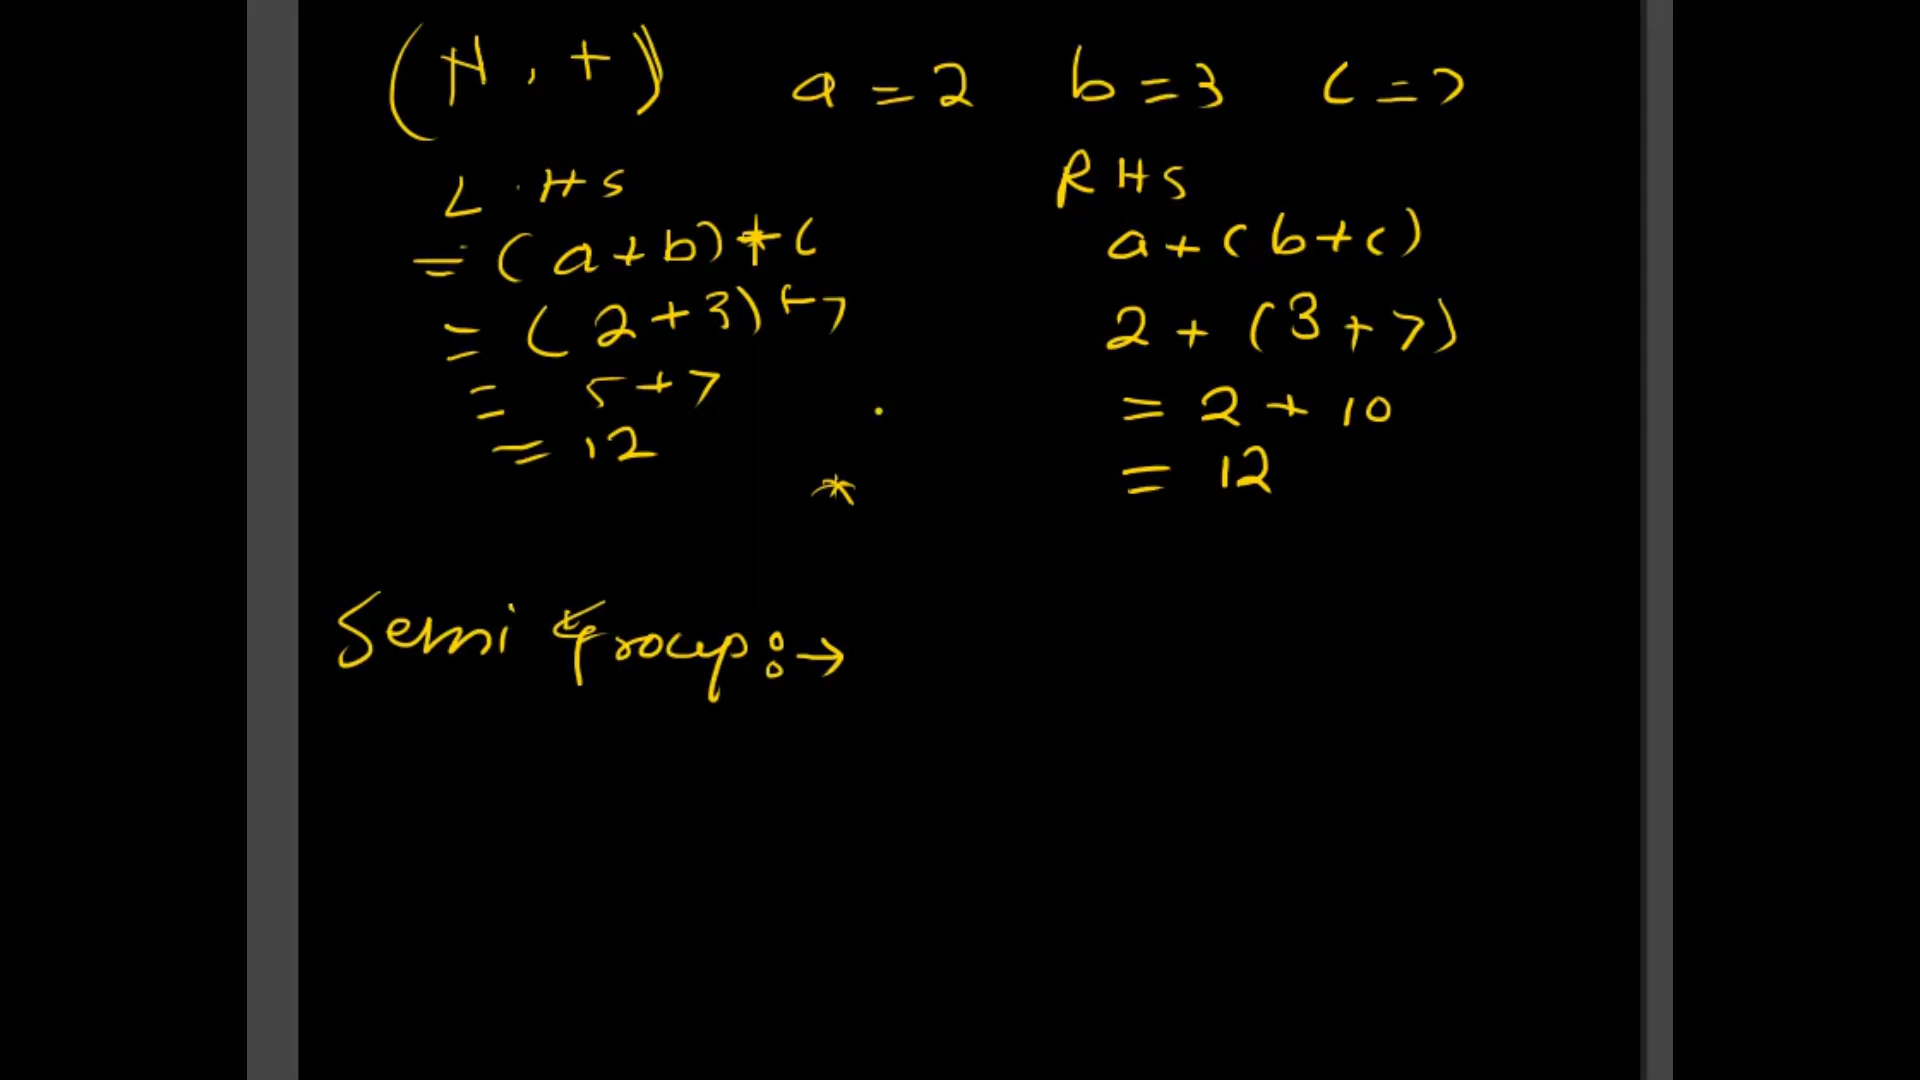 (N, +) a = 2 b = 3 c = 7
L.HS
RHS
= (a+b)+c
a+(b+c)
= (2+3)+7
2 + (3+7)
= 5+7
= 2 + 10
= 12
= 12
*
Semi Group:→